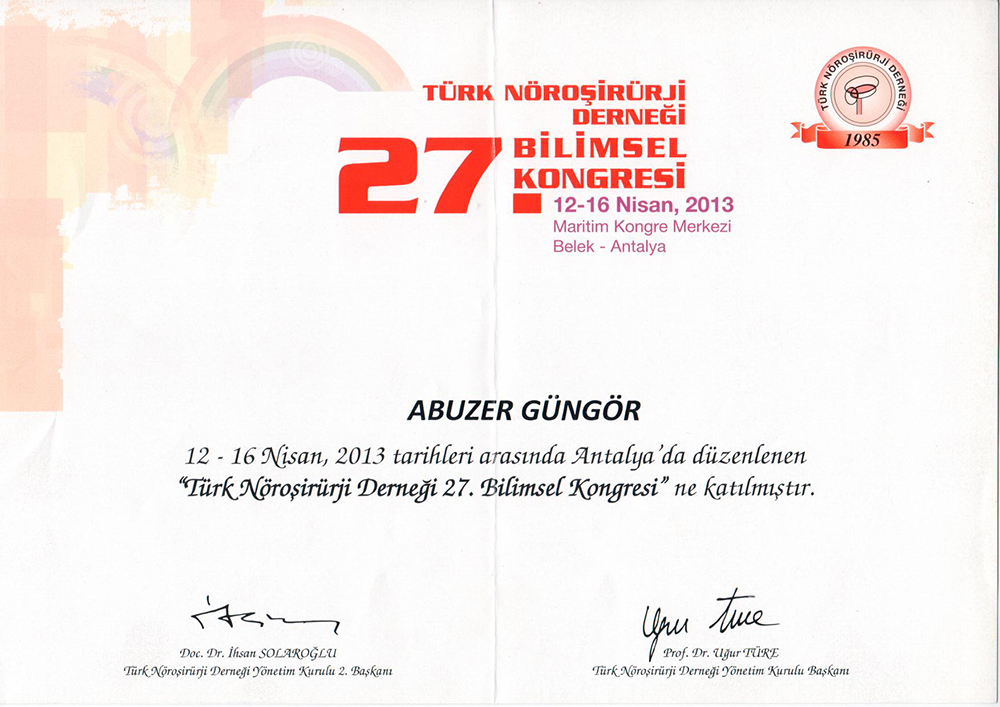 TÜRK NÖROŞİRÜRJİ
DERNEĞİ
27. BİLİMSEL
KONGRESİ
12-16 Nisan, 2013
Maritim Kongre Merkezi
Belek - Antalya
TÜRK NÖROŞİRÜRJİ DERNEĞİ
1985
ABUZER GÜNGÖR
12 - 16 Nisan, 2013 tarihleri arasında Antalya'da düzenlenen
“Türk Nöroşirürji Derneği 27. Bilimsel Kongresi” ne katılmıştır.
Doc. Dr. İhsan SOLAROĞLU
Türk Nöroşirürji Derneği Yönetim Kurulu 2. Başkanı
Uğur Türe
Prof. Dr. Uğur TÜRE
Türk Nöroşirürji Derneği Yönetim Kurulu Başkanı